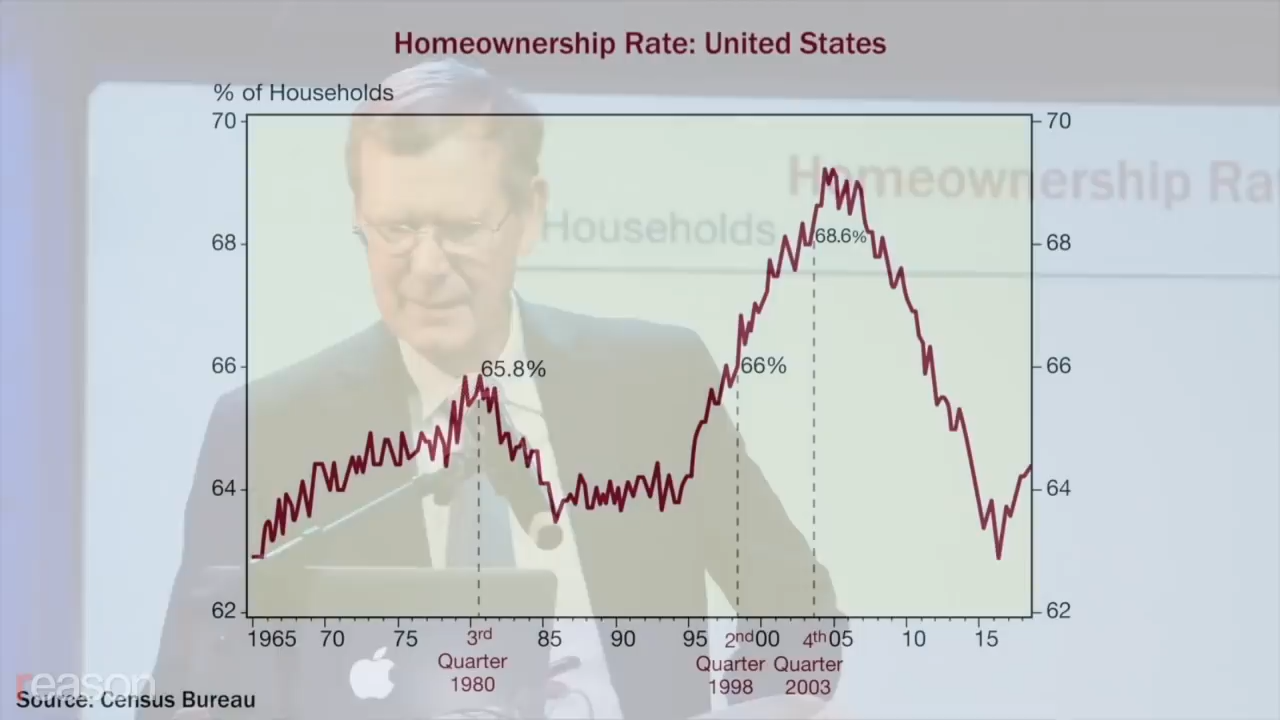 Homeownership Rate: United States
% of Households
70 70
Homeownership Ra
Households
68 68
68.6%
66 66
65.8%
66%
64 64
62 62
1965 70 75 3rd 85 90 95 2nd 00 4th 05 10 15
Quarter Quarter Quarter
1980 1998 2003
reason
Source: Census Bureau